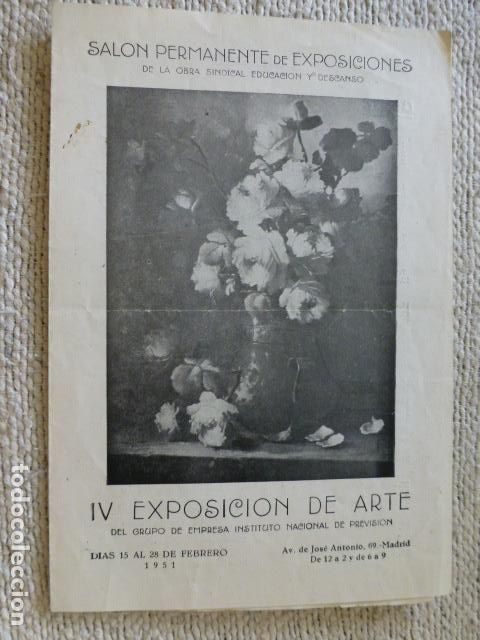 SALON PERMANENTE DE EXPOSICIONES
DE LA OBRA SINDICAL EDUCACION Y DESCANSO
IV EXPOSICION DE ARTE
DEL GRUPO DE EMPRESA INSTITUTO NACIONAL DE PREVISION
DIAS 15 AL 28 DE FEBRERO
1951
Av. de José Antonio, 69.-Madrid
De 12 a 2 y de 6 a 9
todocoleccion.net